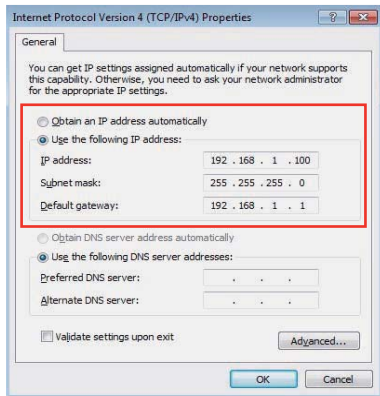 Internet Protocol Version 4 (TCP/IPv4) Properties
General
You can get IP settings assigned automatically if your network supports
this capability. Otherwise, you need to ask your network administrator
for the appropriate IP settings.
Obtain an IP address automatically
Use the following IP address:
IP address: 192 . 168 . 1 . 100
Subnet mask: 255 . 255 . 255 . 0
Default gateway: 192 . 168 . 1 . 1
Obtain DNS server address automatically
Use the following DNS server addresses:
Preferred DNS server: . . .
Alternate DNS server: . . .
Validate settings upon exit
Advanced...
OK Cancel